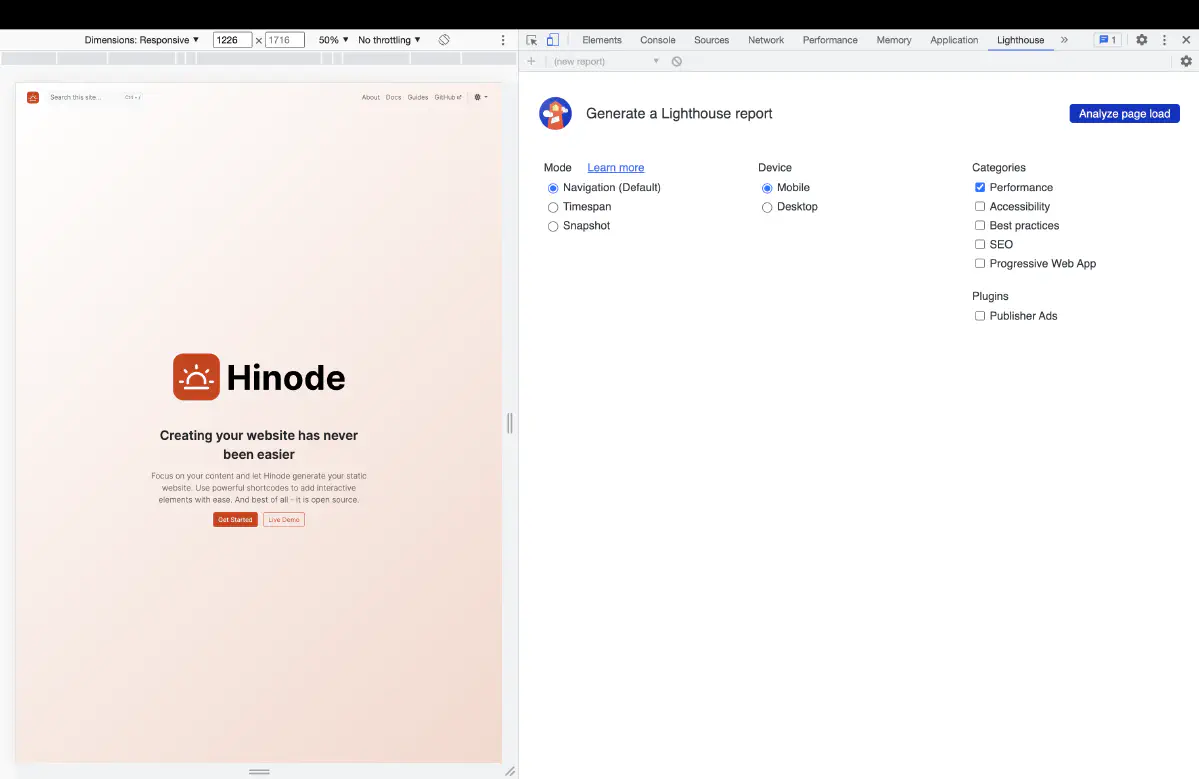 Dimensions: Responsive ▼ 1226 × 1716 50% ▼ No throttling ▼
Elements Console Sources Network Performance Memory Application Lighthouse » 1
+ (new report) ▼
Search this site... Ctrl + / About Docs Guides GitHub
Generate a Lighthouse report Analyze page load
Mode Learn more
Navigation (Default)
Timespan
Snapshot
Device
Mobile
Desktop
Categories
Performance
Accessibility
Best practices
SEO
Progressive Web App
Plugins
Publisher Ads
Hinode
Creating your website has never
been easier
Focus on your content and let Hinode generate your static
website. Use powerful shortcodes to add interactive
elements with ease. And best of all - it is open source.
Get Started Live Demo